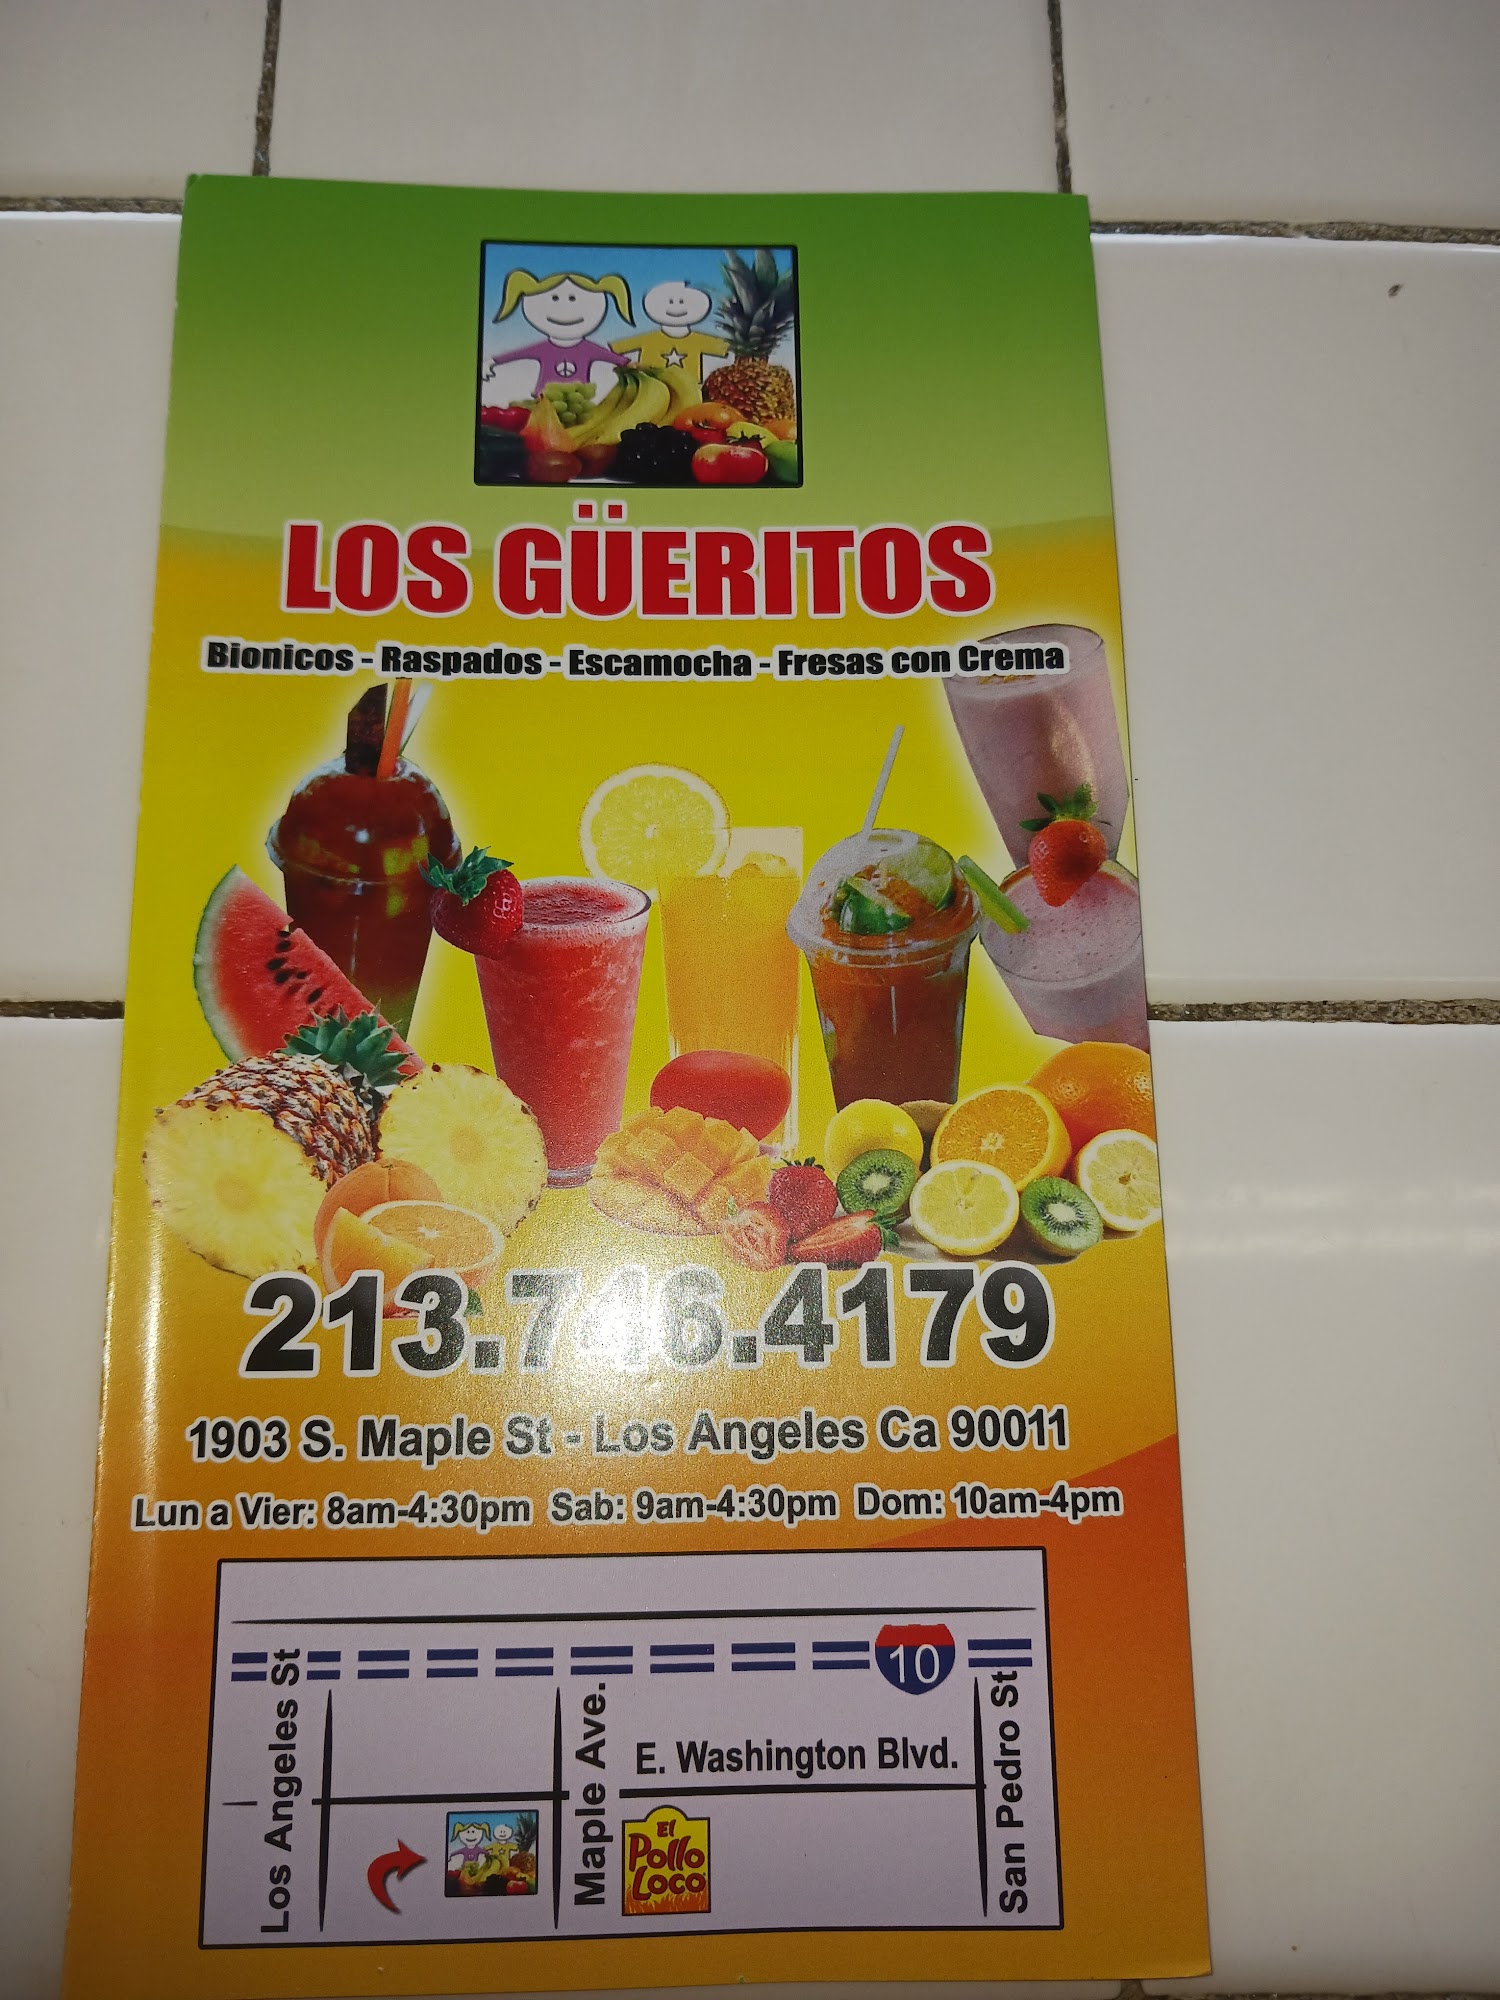 LOS GÜERITOS
Bionicos - Raspados - Escamocha - Fresas con Crema
213.746.4179
1903 S. Maple St - Los Angeles Ca 90011
Lun a Vier: 8am-4:30pm Sab: 9am-4:30pm Dom: 10am-4pm
10
Los Angeles St
Maple Ave.
E. Washington Blvd.
San Pedro St
El
Pollo
Loco